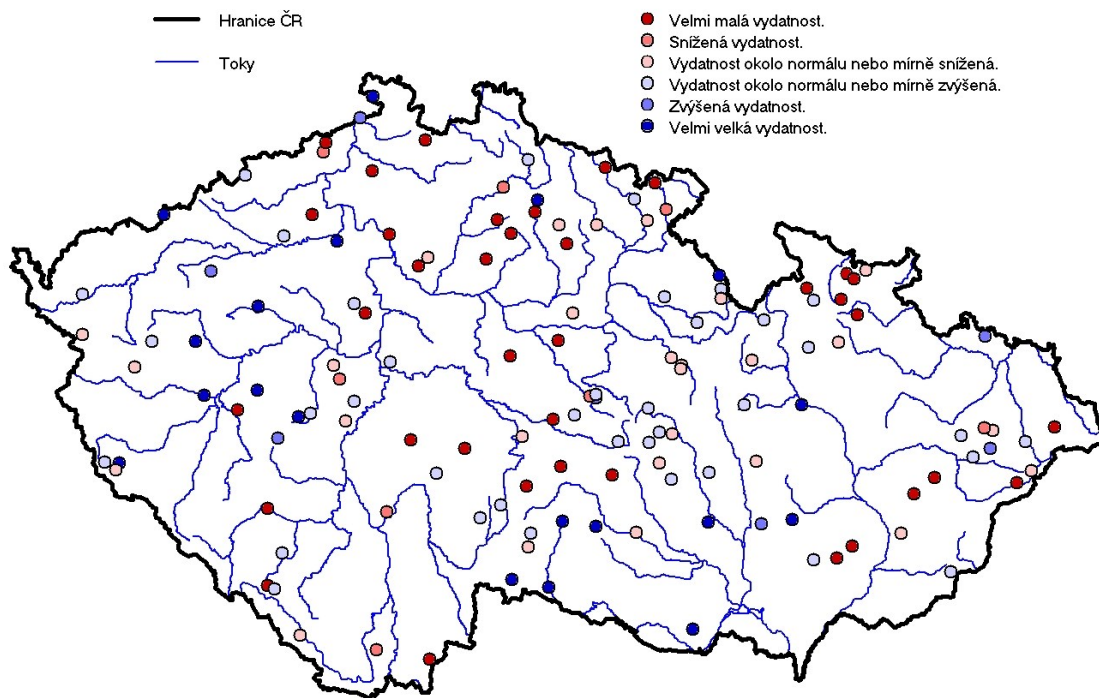 Hranice ČR
Toky
Velmi malá vydatnost.
Snížená vydatnost.
Vydatnost okolo normálu nebo mírně snížená.
Vydatnost okolo normálu nebo mírně zvýšená.
Zvýšená vydatnost.
Velmi velká vydatnost.